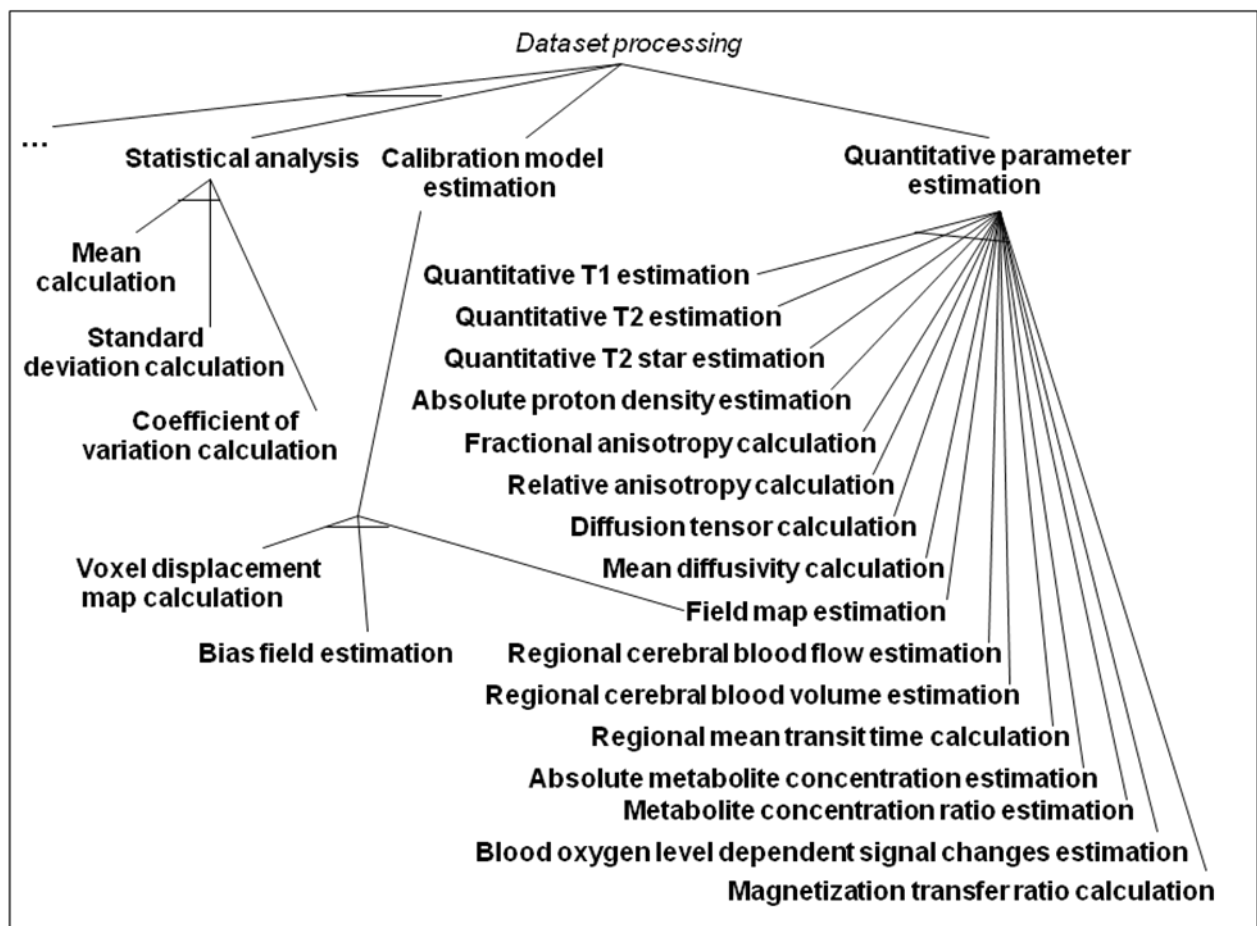 Dataset processing
...
Statistical analysis
Calibration model
estimation
Quantitative parameter
estimation
Mean
calculation
Standard
deviation calculation
Coefficient of
variation calculation
Voxel displacement
map calculation
Bias field estimation
Quantitative T1 estimation
Quantitative T2 estimation
Quantitative T2 star estimation
Absolute proton density estimation
Fractional anisotropy calculation
Relative anisotropy calculation
Diffusion tensor calculation
Mean diffusivity calculation
Field map estimation
Regional cerebral blood flow estimation
Regional cerebral blood volume estimation
Regional mean transit time calculation
Absolute metabolite concentration estimation
Metabolite concentration ratio estimation
Blood oxygen level dependent signal changes estimation
Magnetization transfer ratio calculation